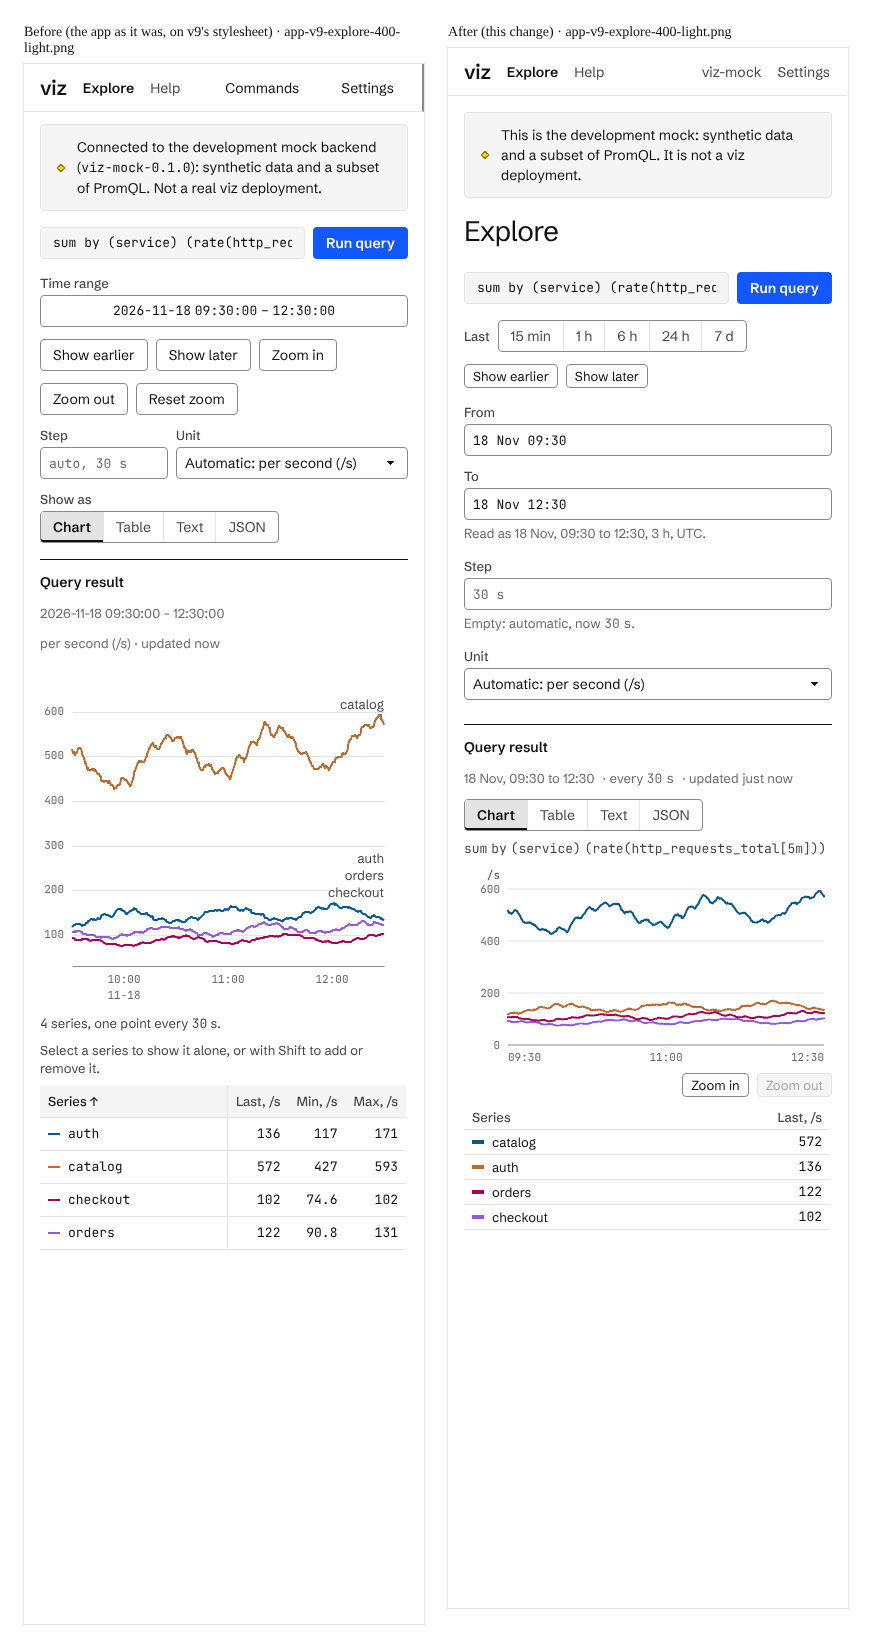 Before (the app as it was, on v9's stylesheet) · app-v9-explore-400-
light.png
viz Explore Help Commands Settings
Connected to the development mock backend
(viz-mock-0.1.0): synthetic data and a subset
of PromQL. Not a real viz deployment.
sum by (service) (rate(http_rec Run query
Time range
2026-11-18 09:30:00 – 12:30:00
Show earlier Show later Zoom in
Zoom out Reset zoom
Step Unit
auto, 30 s Automatic: per second (/s)
Show as
Chart Table Text JSON
Query result
2026-11-18 09:30:00 – 12:30:00
per second (/s) · updated now
catalog
600
500
400
300
auth
orders
200
checkout
100
10:00 11:00 12:00
11-18
4 series, one point every 30 s.
Select a series to show it alone, or with Shift to add or
remove it.
Series ↑ Last, /s Min, /s Max, /s
auth 136 117 171
catalog 572 427 593
checkout 102 74.6 102
orders 122 90.8 131
After (this change) · app-v9-explore-400-light.png
viz Explore Help viz-mock Settings
This is the development mock: synthetic data
and a subset of PromQL. It is not a viz
deployment.
Explore
sum by (service) (rate(http_rec Run query
Last 15 min 1 h 6 h 24 h 7 d
Show earlier Show later
From
18 Nov 09:30
To
18 Nov 12:30
Read as 18 Nov, 09:30 to 12:30, 3 h, UTC.
Step
30 s
Empty: automatic, now 30 s.
Unit
Automatic: per second (/s)
Query result
18 Nov, 09:30 to 12:30 · every 30 s · updated just now
Chart Table Text JSON
sum by (service) (rate(http_requests_total[5m]))
/s
600
400
200
0
09:30 11:00 12:30
Zoom in Zoom out
Series Last, /s
catalog 572
auth 136
orders 122
checkout 102